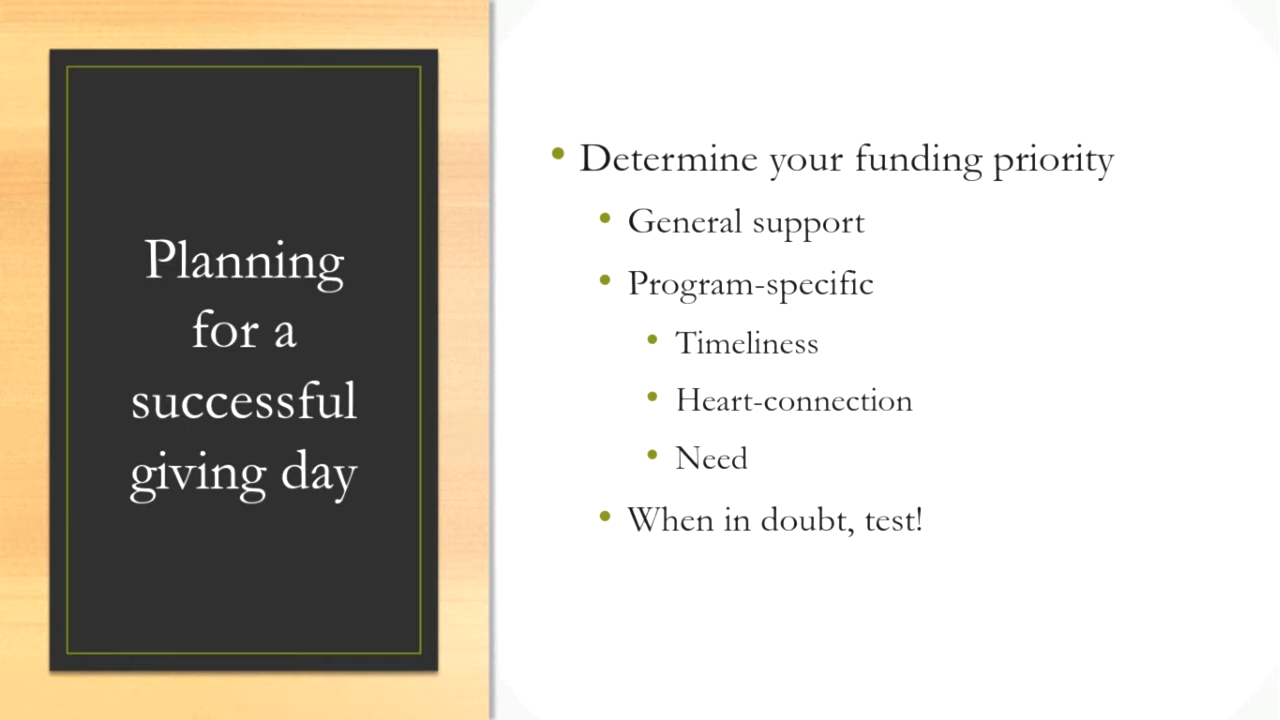 Planning
for a
successful
giving day
• Determine your funding priority
• General support
• Program-specific
• Timeliness
• Heart-connection
• Need
• When in doubt, test!